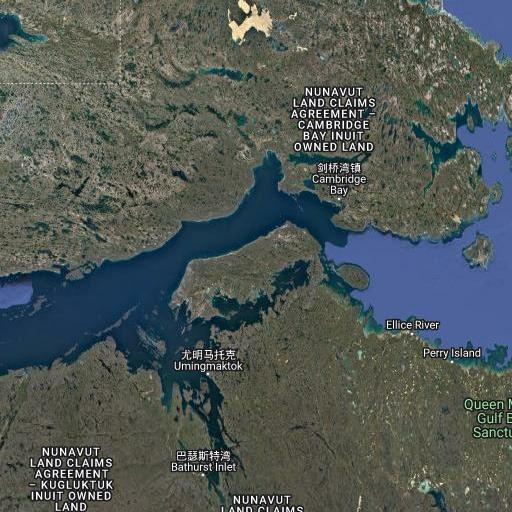 NUNAVUT
LAND CLAIMS
AGREEMENT –
CAMBRIDGE
BAY INUIT
OWNED LAND
剑桥湾镇
Cambridge
Bay
Ellice River
Perry Island
尤明马托克
Umingmaktok
Queen M
Gulf B
Sanctu
巴瑟斯特湾
Bathurst Inlet
NUNAVUT
LAND CLAIMS
AGREEMENT
– KUGLUKTUK
INUIT OWNED
LAND
NUNAVUT
LAND CLAIMS